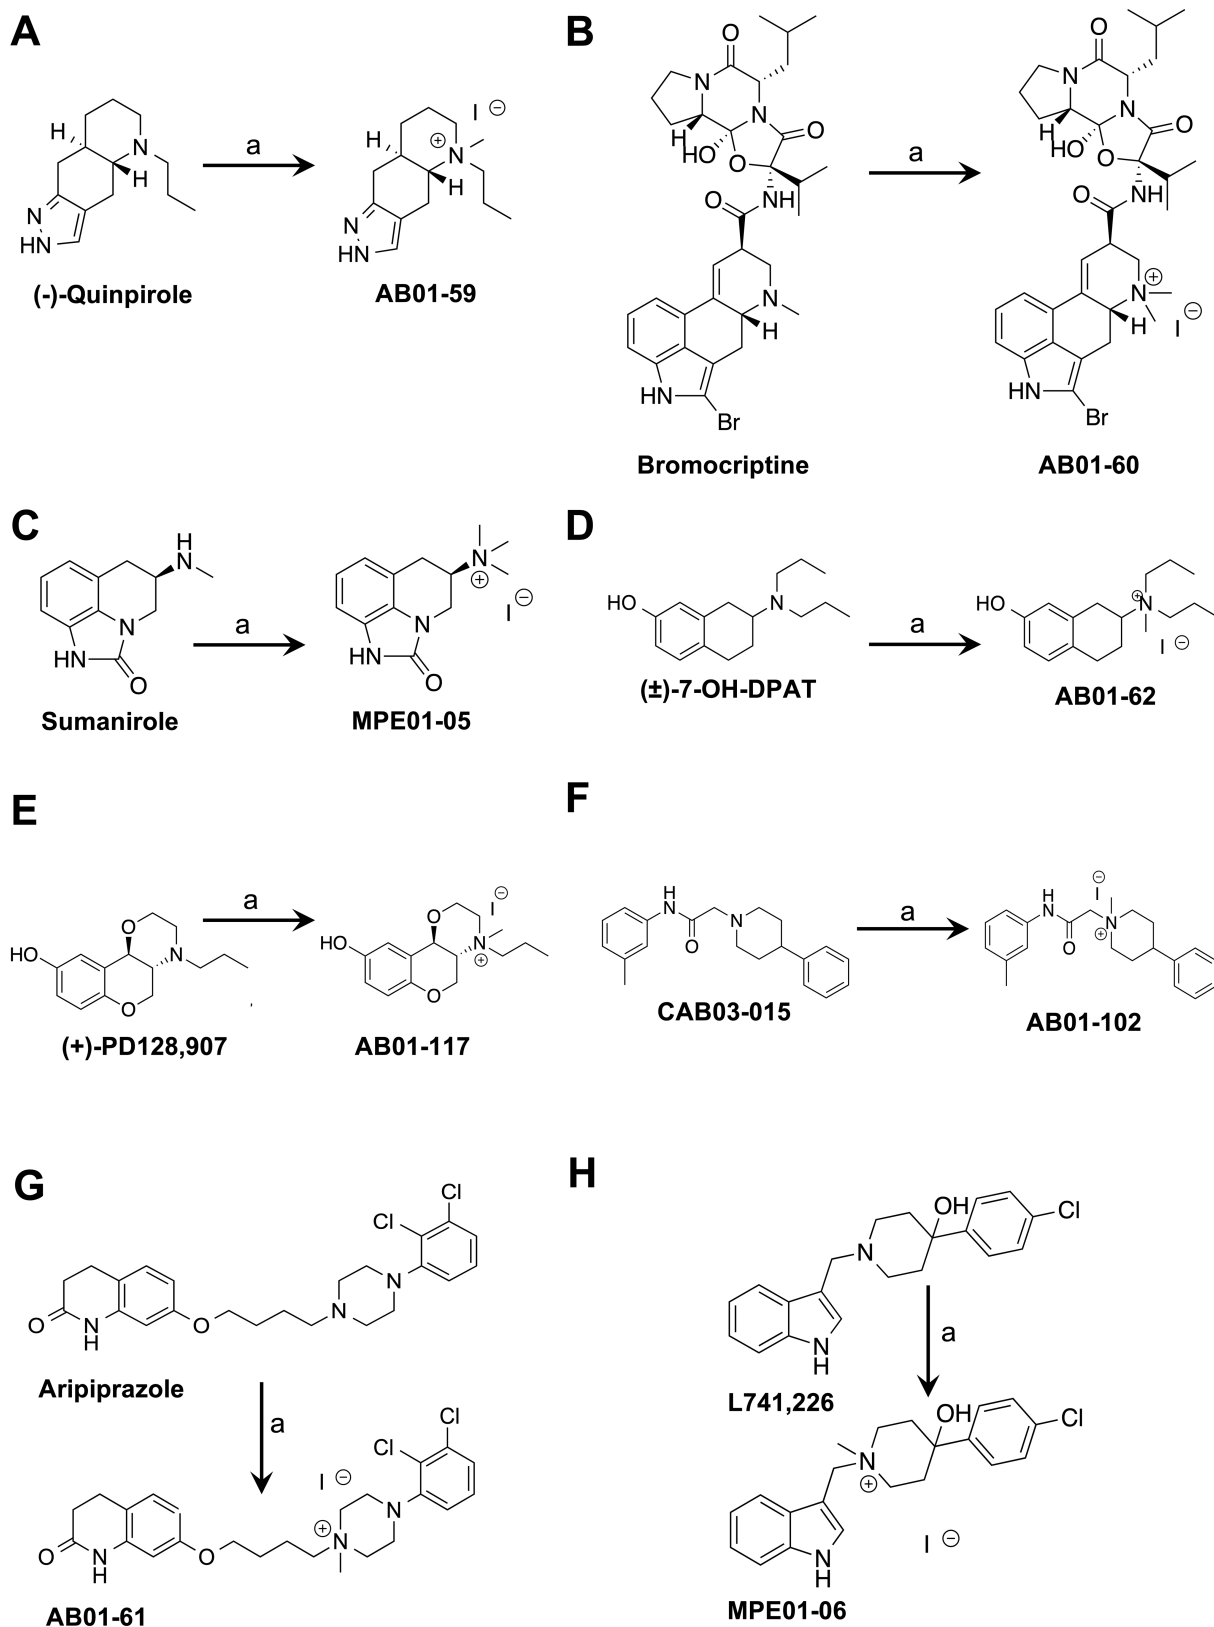 A
H
N
H
N
HN
a
I ⊖
H
⊕
N
H
N
HN
(-)-Quinpirole
AB01-59
B
O
N
N
H
HO
O
O
O
NH
N
H
HN
Br
a
O
N
N
H
HO
O
O
O
NH
⊕
N
H
I ⊖
HN
Br
Bromocriptine
AB01-60
C
H
N
N
HN
O
a
N
⊕
I ⊖
N
HN
O
Sumanirole
MPE01-05
D
HO
N
a
HO
⊕
N
I ⊖
(±)-7-OH-DPAT
AB01-62
E
O
HO
N
O
,
a
I ⊖
O
HO
N
⊕
O
(+)-PD128,907
AB01-117
F
H
N
O
N
a
H
N
O
I ⊖
N
⊕
CAB03-015
AB01-102
G
Cl
Cl
N
N
O
N
H
O
Aripiprazole
a
Cl
Cl
I ⊖
N
⊕
N
O
N
H
O
AB01-61
H
OH
Cl
N
N
H
a
L741,226
OH
Cl
N
⊕
N
H
I ⊖
MPE01-06